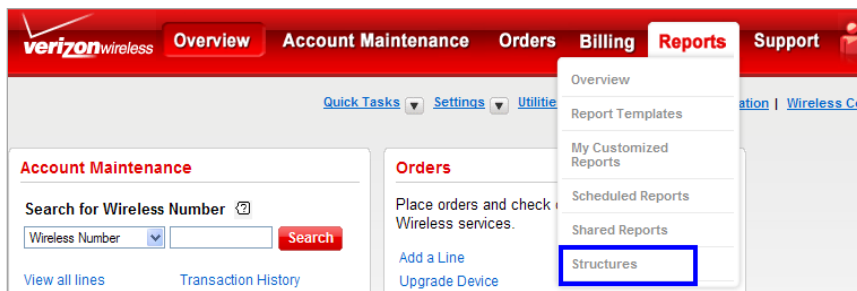 verizonwireless Overview Account Maintenance Orders Billing Reports Support
Quick Tasks Settings Utilitie ation | Wireless Co
Overview
Report Templates
My Customized
Reports
Scheduled Reports
Shared Reports
Structures
Account Maintenance
Search for Wireless Number
Wireless Number Search
View all lines Transaction History
Orders
Place orders and check
Wireless services.
Add a Line
Upgrade Device